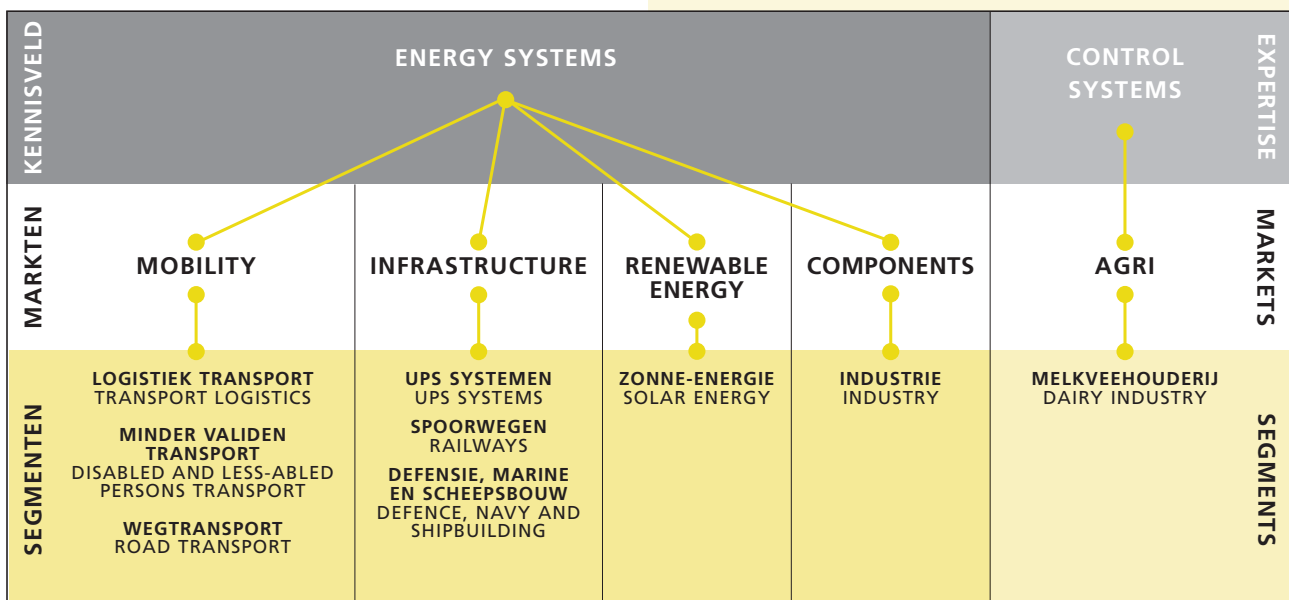 KENNISVELD
ENERGY SYSTEMS
CONTROL
SYSTEMS
EXPERTISE
MARKTEN
MOBILITY
INFRASTRUCTURE
RENEWABLE
ENERGY
COMPONENTS
AGRI
MARKETS
SEGMENTEN
LOGISTIEK TRANSPORT
TRANSPORT LOGISTICS
MINDER VALIDEN
TRANSPORT
DISABLED AND LESS-ABLED
PERSONS TRANSPORT
WEGTRANSPORT
ROAD TRANSPORT
UPS SYSTEMEN
UPS SYSTEMS
SPOORWEGEN
RAILWAYS
DEFENSIE, MARINE
EN SCHEEPSBOUW
DEFENCE, NAVY AND
SHIPBUILDING
ZONNE-ENERGIE
SOLAR ENERGY
INDUSTRIE
INDUSTRY
MELKVEEHOUDERIJ
DAIRY INDUSTRY
SEGMENTS